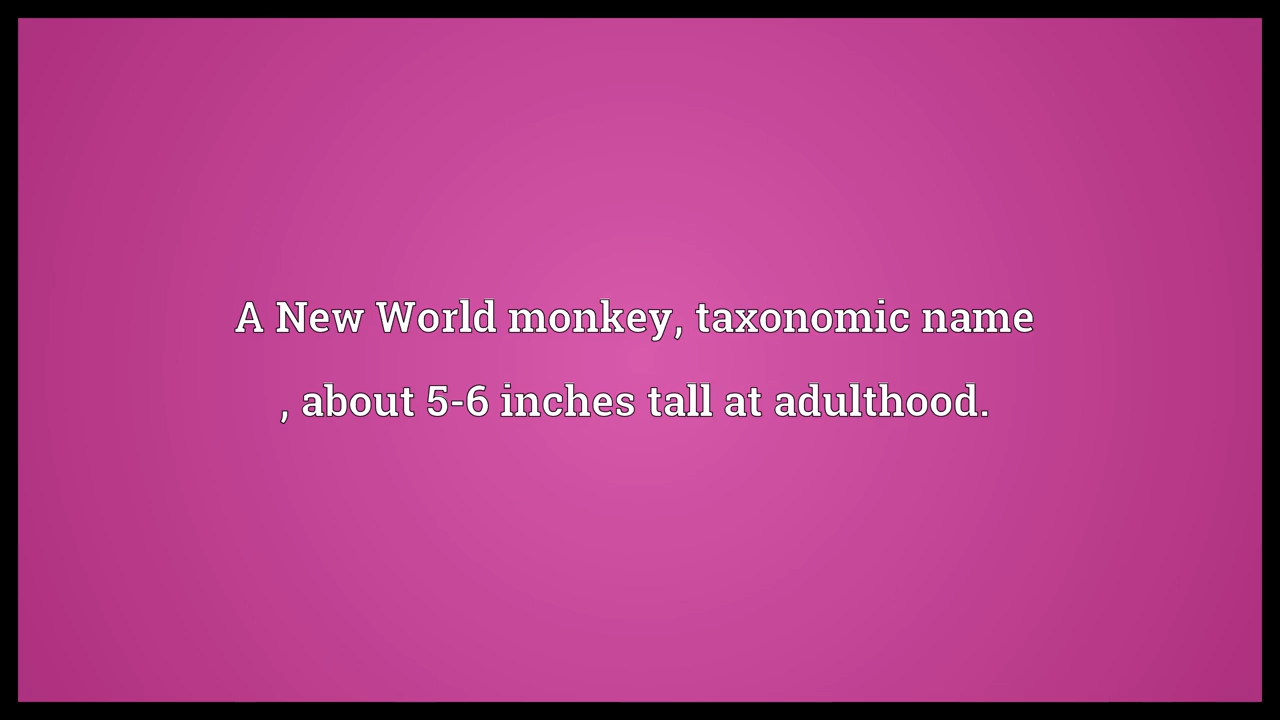 A New World monkey, taxonomic name
, about 5-6 inches tall at adulthood.